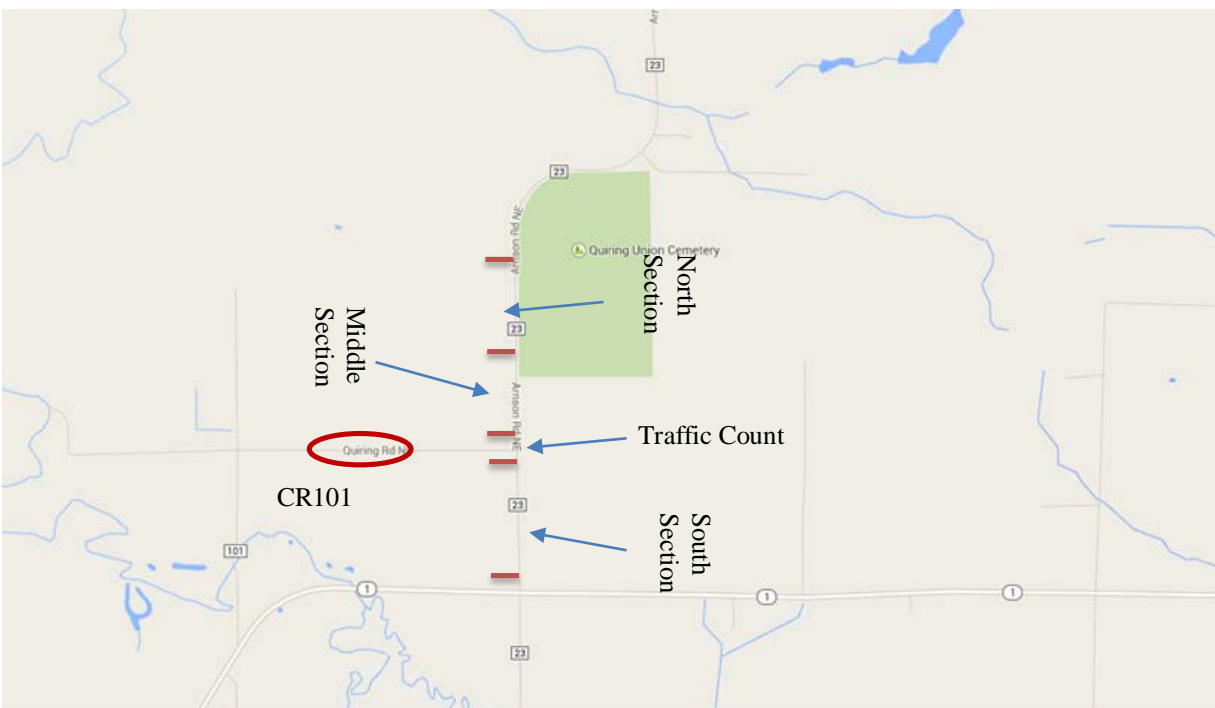 23
23
Arnson Rd NE
Quiring Union Cemetery
North
Section
23
Middle
Section
Arnson Rd NE
Traffic Count
Quiring Rd N
CR101
23
South
Section
101
1
1
1
23